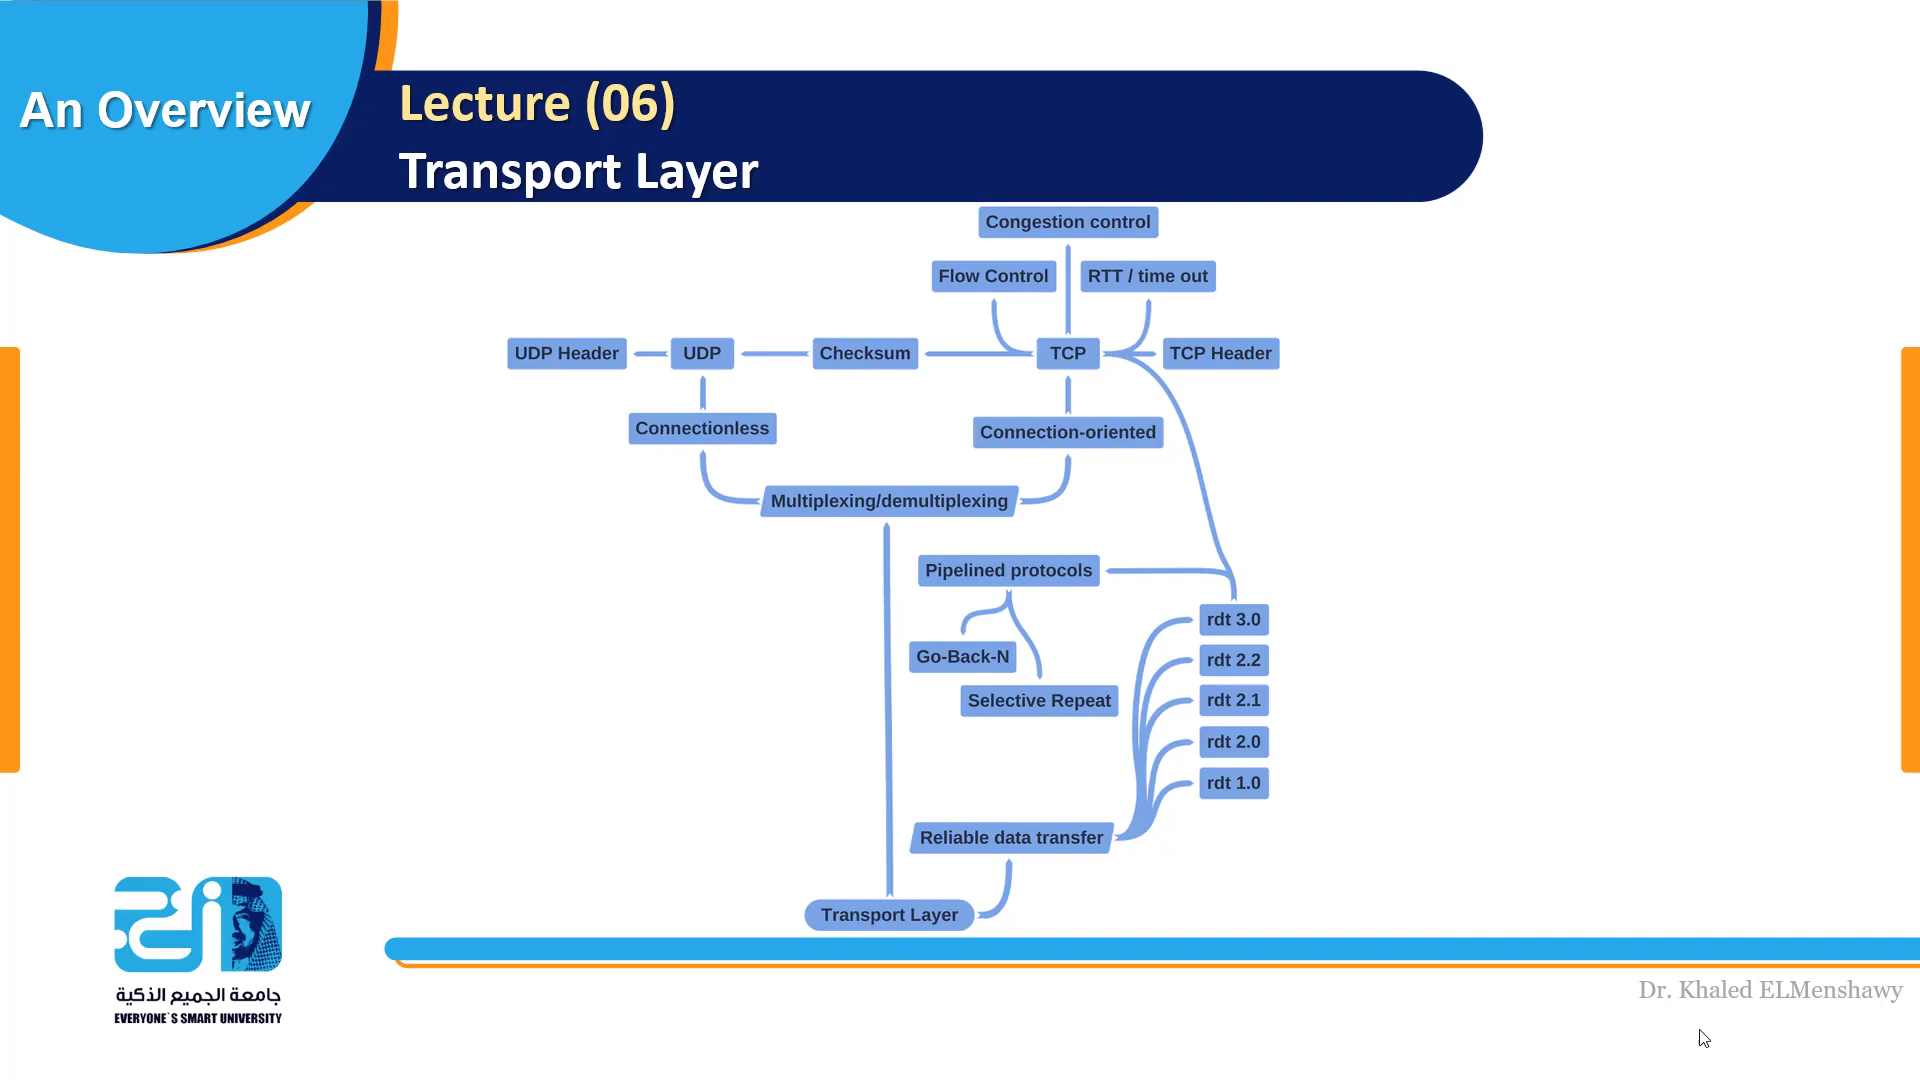 An Overview
Lecture (06)
Transport Layer
Congestion control
Flow Control
RTT / time out
UDP Header
UDP
Checksum
TCP
TCP Header
Connectionless
Connection-oriented
Multiplexing/demultiplexing
Pipelined protocols
rdt 3.0
Go-Back-N
rdt 2.2
Selective Repeat
rdt 2.1
rdt 2.0
rdt 1.0
Reliable data transfer
Transport Layer
جامعة الجميع الذكية
EVERYONE`S SMART UNIVERSITY
Dr. Khaled ELMenshawy